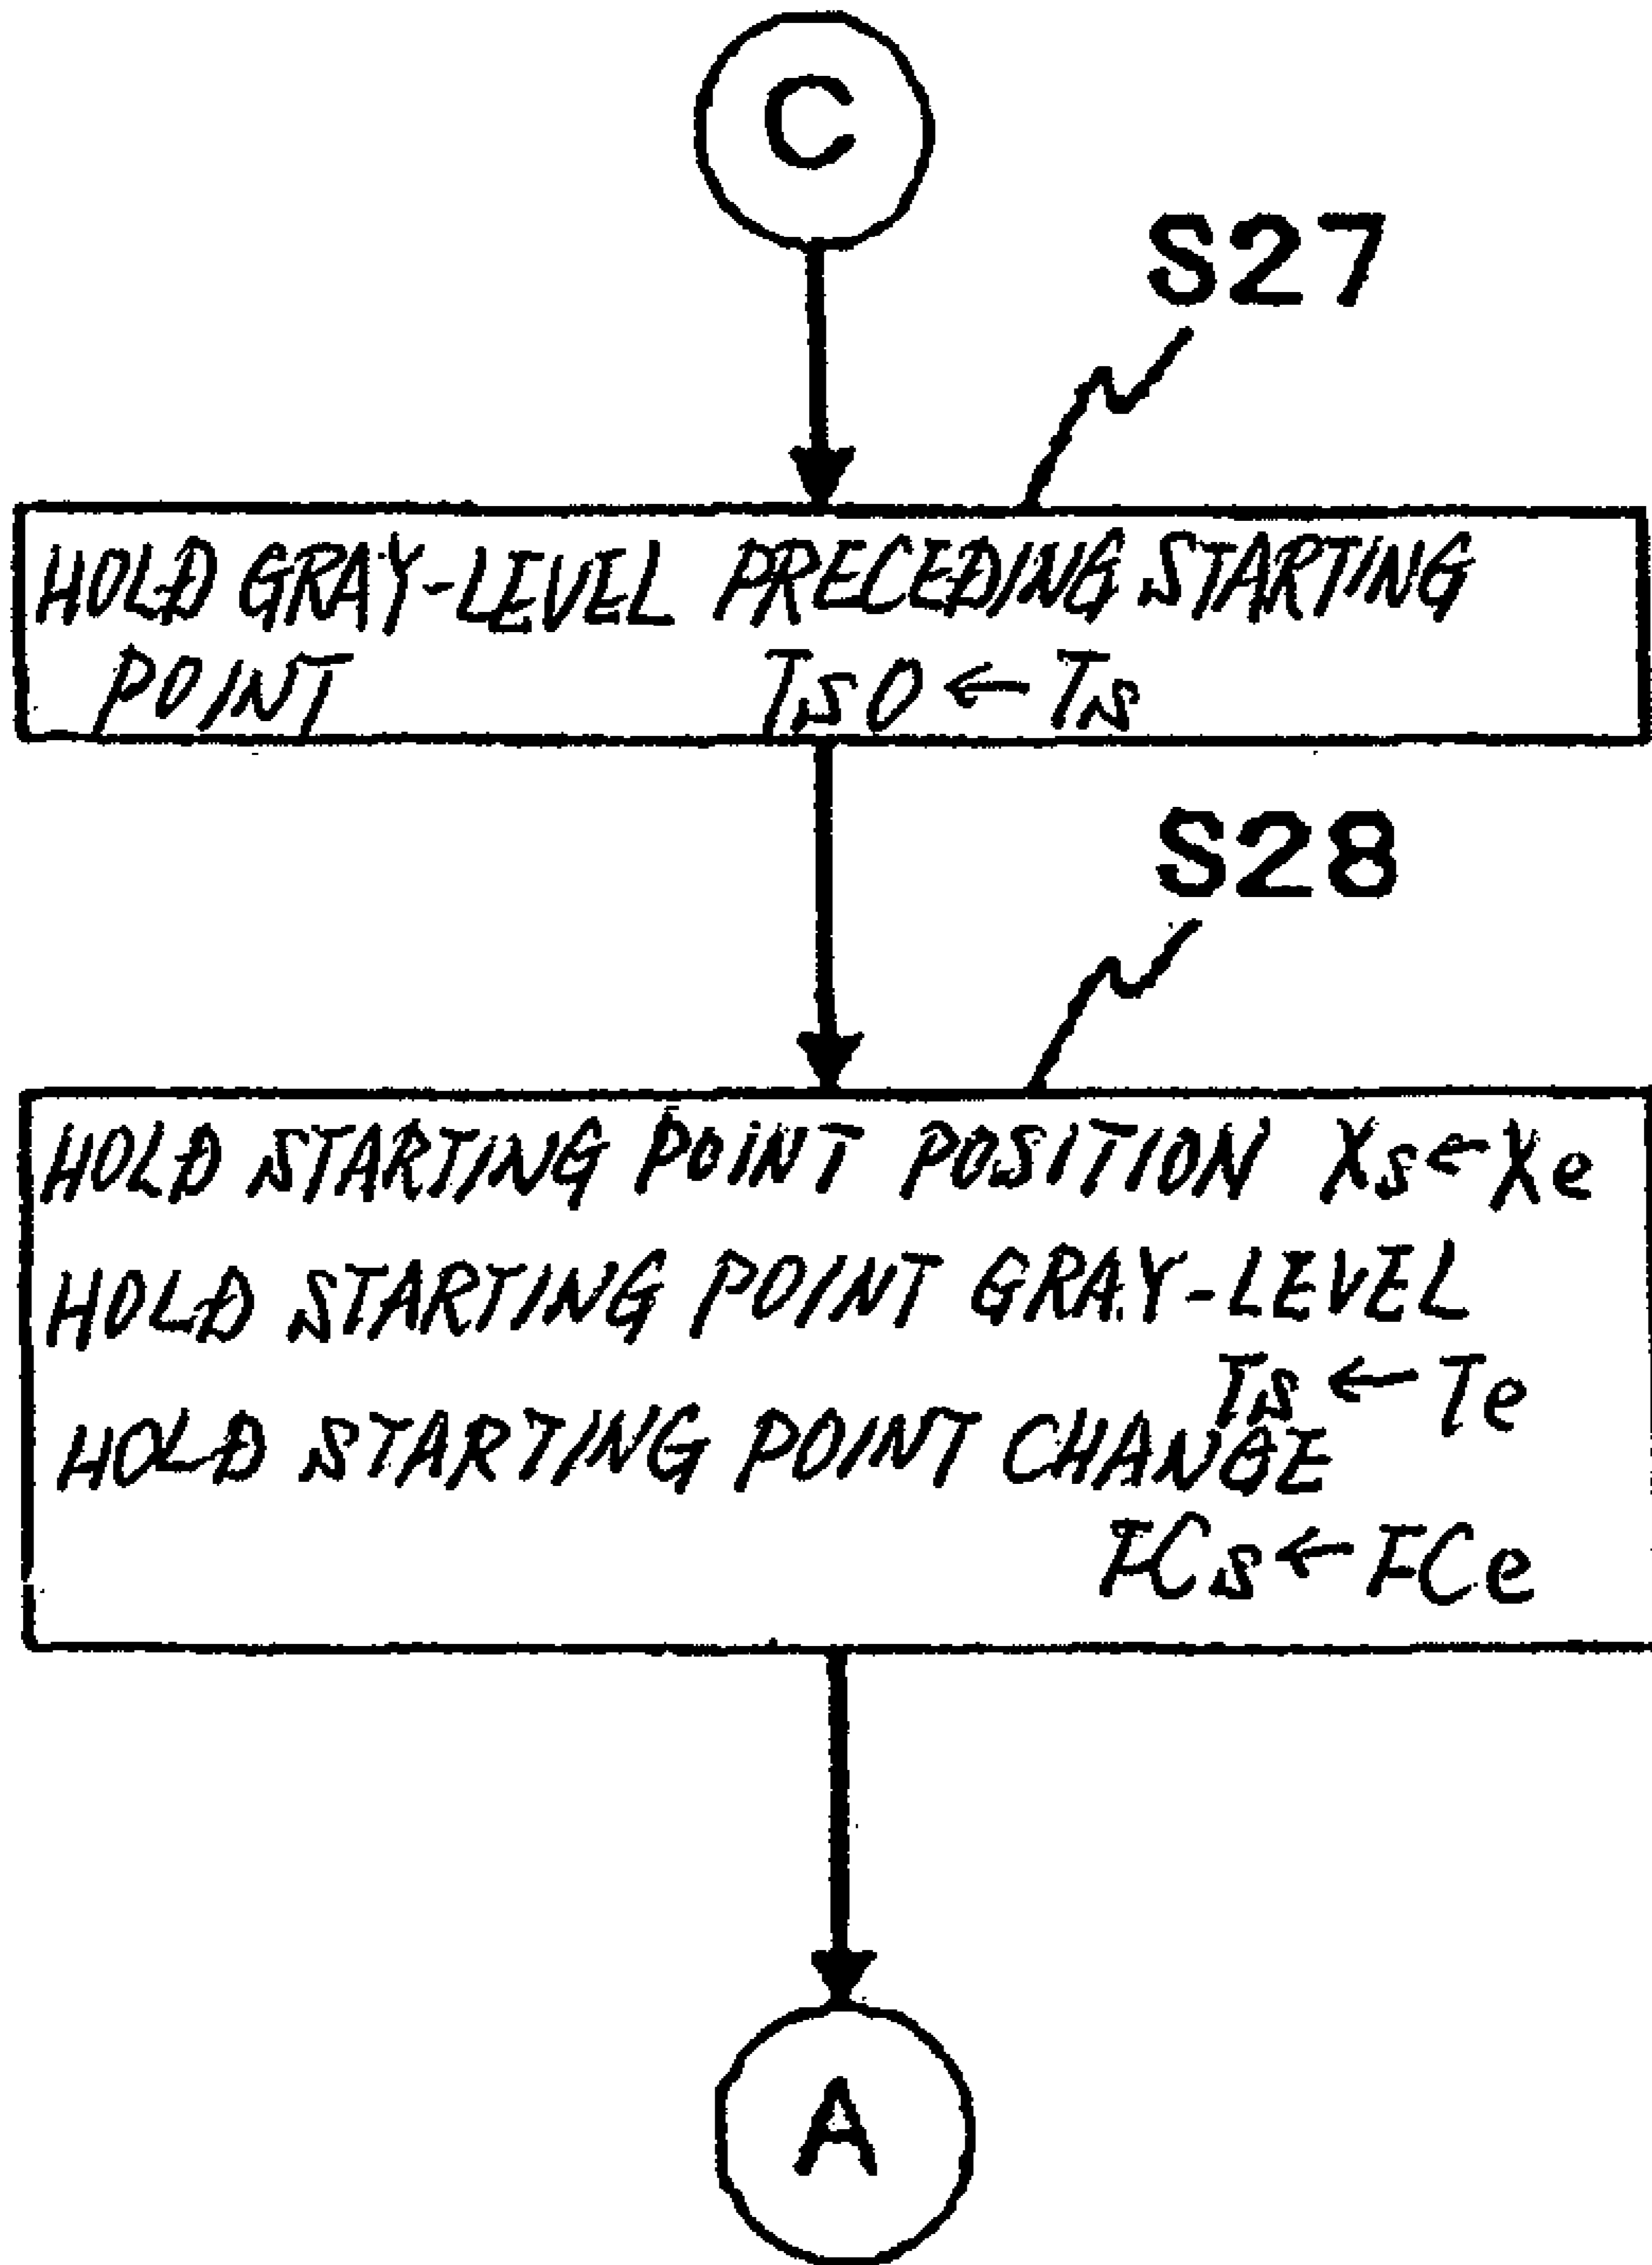 C
S27
HOLD GRAY-LEVEL PRECEDING STARTING
POINT Ts0 ← Ts
S28
HOLD STARTING POINT POSITION Xs ← Xe
HOLD STARTING POINT GRAY-LEVEL
Ts ← Te
HOLD STARTING POINT CHANGE
FCs ← FCe
A